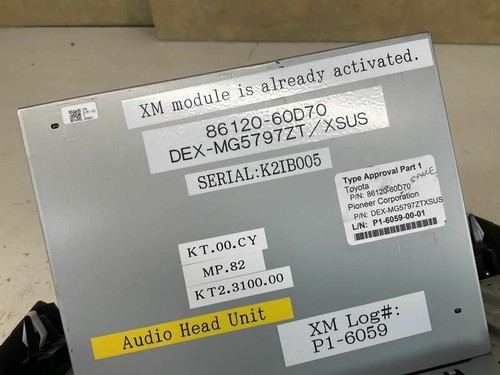 XM module is already activated.
86120-60D70
DEX-MG5797ZT/XSUS
SERIAL:K2IB005
Type Approval Part 1
Toyota
P/N: 86120-60D70
Pioneer Corporation
P/N: DEX-MG5797ZTXSUS
L/N: P1-6059-00-01
SPACE
KT.00.CY
MP.82
KT2.3100.00
Audio Head Unit
XM Log#:
P1-6059